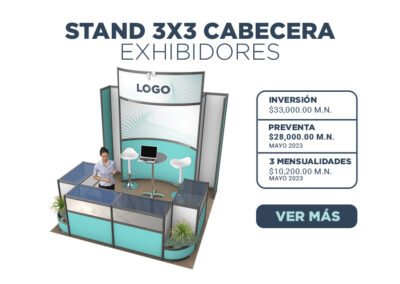 STAND 3X3 CABECERA
EXHIBIDORES
LOGO
INVERSIÓN
$33,000.00 M.N.
PREVENTA
$28,000.00 M.N.
MAYO 2023
3 MENSUALIDADES
$10,200.00 M.N.
MAYO 2023
VER MÁS